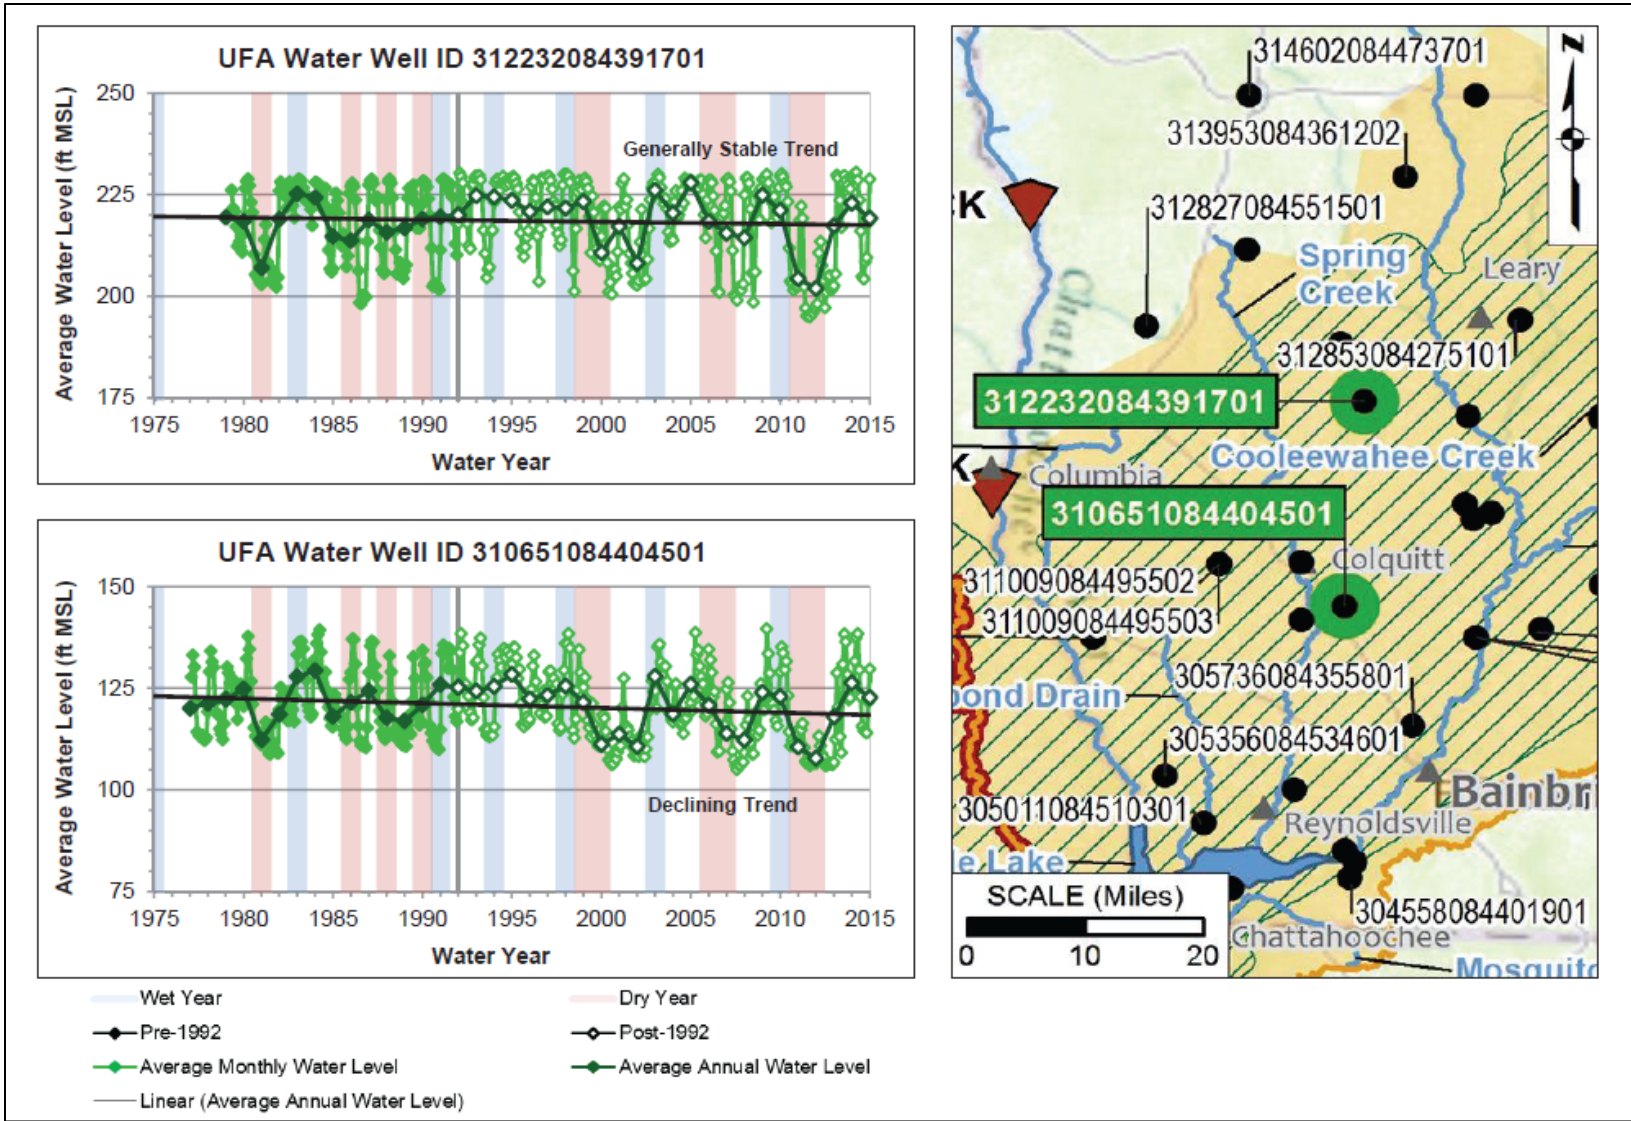 UFA Water Well ID 312232084391701
Average Water Level (ft MSL)
250
225
200
175
Generally Stable Trend
1975 1980 1985 1990 1995 2000 2005 2010 2015
Water Year
UFA Water Well ID 310651084404501
Average Water Level (ft MSL)
150
125
100
75
Declining Trend
1975 1980 1985 1990 1995 2000 2005 2010 2015
Water Year
Wet Year
Dry Year
Pre-1992
Post-1992
Average Monthly Water Level
Average Annual Water Level
Linear (Average Annual Water Level)
314602084473701
N
313953084361202
K
312827084551501
Spring
Creek
Leary
312853084275101
312232084391701
Cooleewahee Creek
K
Columbia
310651084404501
Colquitt
311009084495502
311009084495503
305736084355801
ond Drain
305356084534601
Bainbri
305011084510301
Reynoldsville
le Lake
SCALE (Miles)
0 10 20
304558084401901
Chattahoochee
Mosquito